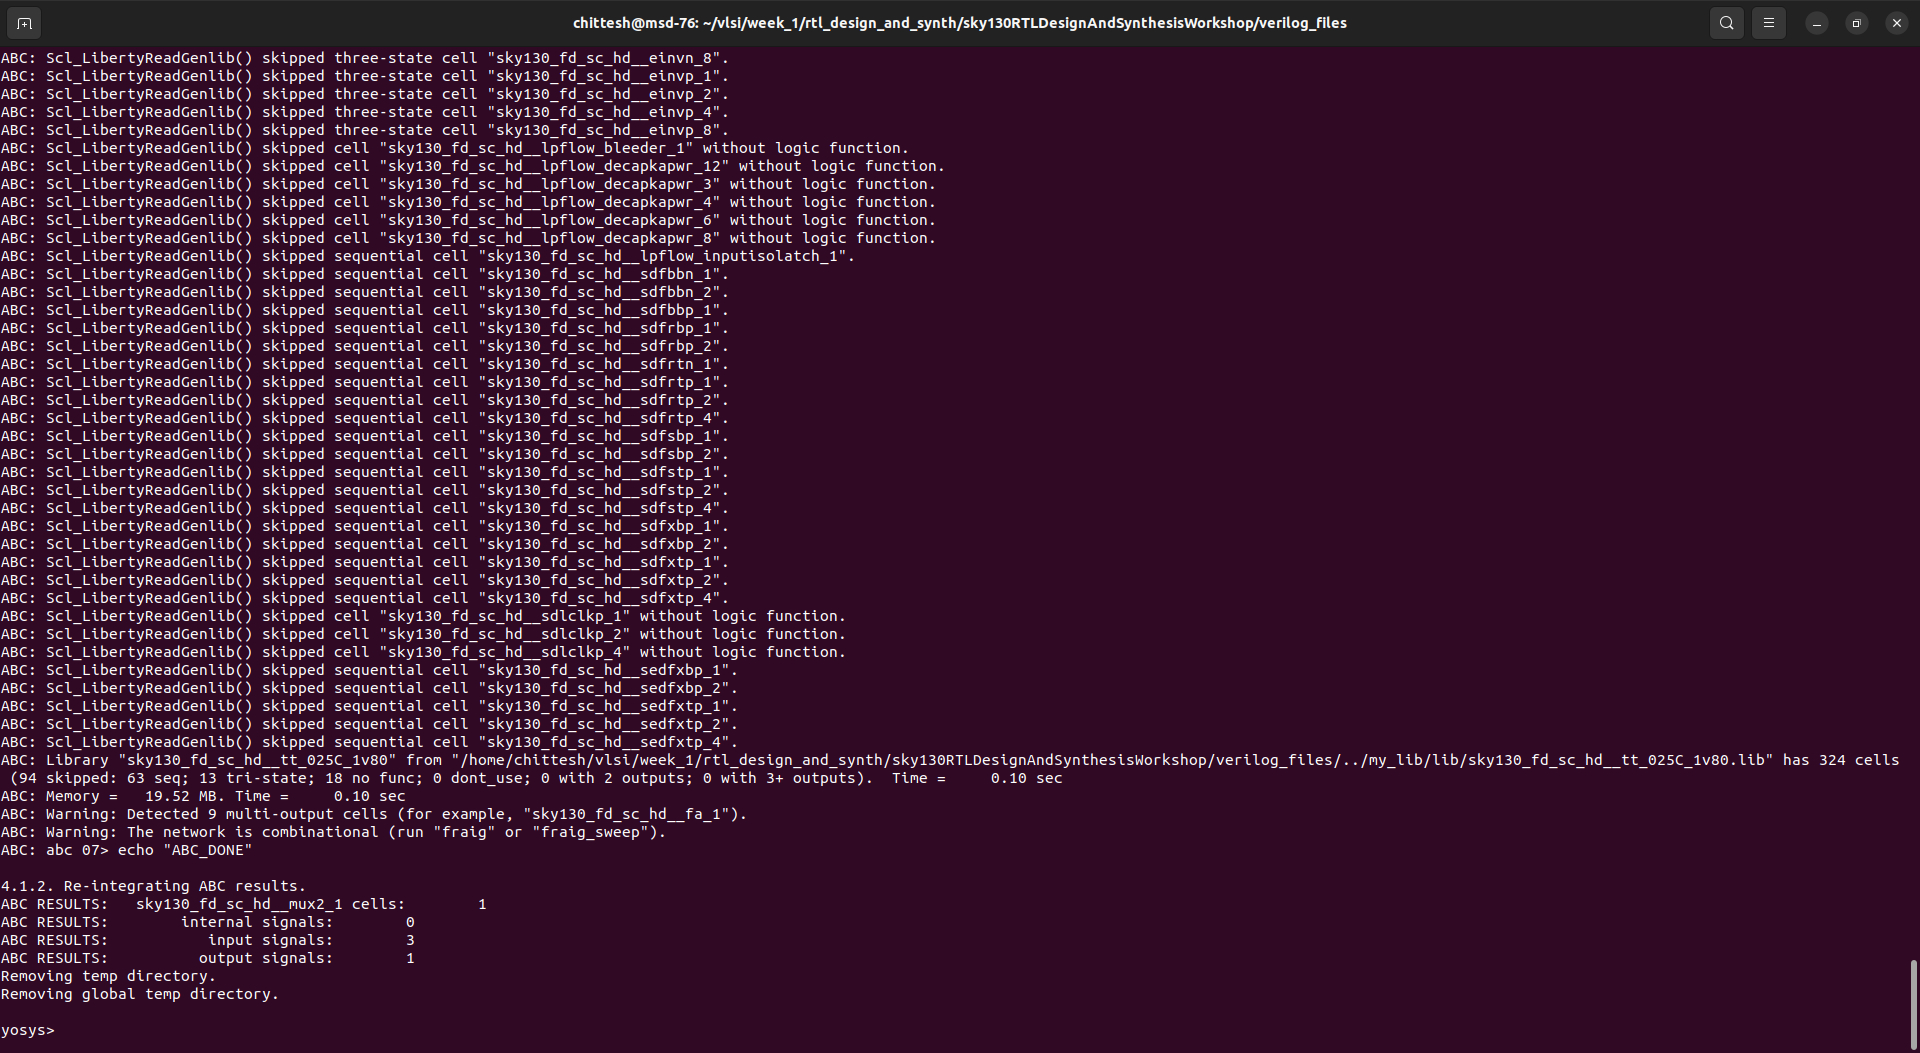 chittesh@msd-76: ~/vlsi/week_1/rtl_design_and_synth/sky130RTLDesignAndSynthesisWorkshop/verilog_files
ABC: Scl_LibertyReadGenlib() skipped three-state cell "sky130_fd_sc_hd__einvn_8".
ABC: Scl_LibertyReadGenlib() skipped three-state cell "sky130_fd_sc_hd__einvp_1".
ABC: Scl_LibertyReadGenlib() skipped three-state cell "sky130_fd_sc_hd__einvp_2".
ABC: Scl_LibertyReadGenlib() skipped three-state cell "sky130_fd_sc_hd__einvp_4".
ABC: Scl_LibertyReadGenlib() skipped three-state cell "sky130_fd_sc_hd__einvp_8".
ABC: Scl_LibertyReadGenlib() skipped cell "sky130_fd_sc_hd__lpflow_bleeder_1" without logic function.
ABC: Scl_LibertyReadGenlib() skipped cell "sky130_fd_sc_hd__lpflow_decapkapwr_12" without logic function.
ABC: Scl_LibertyReadGenlib() skipped cell "sky130_fd_sc_hd__lpflow_decapkapwr_3" without logic function.
ABC: Scl_LibertyReadGenlib() skipped cell "sky130_fd_sc_hd__lpflow_decapkapwr_4" without logic function.
ABC: Scl_LibertyReadGenlib() skipped cell "sky130_fd_sc_hd__lpflow_decapkapwr_6" without logic function.
ABC: Scl_LibertyReadGenlib() skipped cell "sky130_fd_sc_hd__lpflow_decapkapwr_8" without logic function.
ABC: Scl_LibertyReadGenlib() skipped sequential cell "sky130_fd_sc_hd__lpflow_inputisolatch_1".
ABC: Scl_LibertyReadGenlib() skipped sequential cell "sky130_fd_sc_hd__sdfbbn_1".
ABC: Scl_LibertyReadGenlib() skipped sequential cell "sky130_fd_sc_hd__sdfbbn_2".
ABC: Scl_LibertyReadGenlib() skipped sequential cell "sky130_fd_sc_hd__sdfbbp_1".
ABC: Scl_LibertyReadGenlib() skipped sequential cell "sky130_fd_sc_hd__sdfrbp_1".
ABC: Scl_LibertyReadGenlib() skipped sequential cell "sky130_fd_sc_hd__sdfrbp_2".
ABC: Scl_LibertyReadGenlib() skipped sequential cell "sky130_fd_sc_hd__sdfrtn_1".
ABC: Scl_LibertyReadGenlib() skipped sequential cell "sky130_fd_sc_hd__sdfrtp_1".
ABC: Scl_LibertyReadGenlib() skipped sequential cell "sky130_fd_sc_hd__sdfrtp_2".
ABC: Scl_LibertyReadGenlib() skipped sequential cell "sky130_fd_sc_hd__sdfrtp_4".
ABC: Scl_LibertyReadGenlib() skipped sequential cell "sky130_fd_sc_hd__sdfsbp_1".
ABC: Scl_LibertyReadGenlib() skipped sequential cell "sky130_fd_sc_hd__sdfsbp_2".
ABC: Scl_LibertyReadGenlib() skipped sequential cell "sky130_fd_sc_hd__sdfstp_1".
ABC: Scl_LibertyReadGenlib() skipped sequential cell "sky130_fd_sc_hd__sdfstp_2".
ABC: Scl_LibertyReadGenlib() skipped sequential cell "sky130_fd_sc_hd__sdfstp_4".
ABC: Scl_LibertyReadGenlib() skipped sequential cell "sky130_fd_sc_hd__sdfxbp_1".
ABC: Scl_LibertyReadGenlib() skipped sequential cell "sky130_fd_sc_hd__sdfxbp_2".
ABC: Scl_LibertyReadGenlib() skipped sequential cell "sky130_fd_sc_hd__sdfxtp_1".
ABC: Scl_LibertyReadGenlib() skipped sequential cell "sky130_fd_sc_hd__sdfxtp_2".
ABC: Scl_LibertyReadGenlib() skipped sequential cell "sky130_fd_sc_hd__sdfxtp_4".
ABC: Scl_LibertyReadGenlib() skipped cell "sky130_fd_sc_hd__sdlclkp_1" without logic function.
ABC: Scl_LibertyReadGenlib() skipped cell "sky130_fd_sc_hd__sdlclkp_2" without logic function.
ABC: Scl_LibertyReadGenlib() skipped cell "sky130_fd_sc_hd__sdlclkp_4" without logic function.
ABC: Scl_LibertyReadGenlib() skipped sequential cell "sky130_fd_sc_hd__sedfxbp_1".
ABC: Scl_LibertyReadGenlib() skipped sequential cell "sky130_fd_sc_hd__sedfxbp_2".
ABC: Scl_LibertyReadGenlib() skipped sequential cell "sky130_fd_sc_hd__sedfxtp_1".
ABC: Scl_LibertyReadGenlib() skipped sequential cell "sky130_fd_sc_hd__sedfxtp_2".
ABC: Scl_LibertyReadGenlib() skipped sequential cell "sky130_fd_sc_hd__sedfxtp_4".
ABC: Library "sky130_fd_sc_hd__tt_025C_1v80" from "/home/chittesh/vlsi/week_1/rtl_design_and_synth/sky130RTLDesignAndSynthesisWorkshop/verilog_files/../my_lib/lib/sky130_fd_sc_hd__tt_025C_1v80.lib" has 324 cells
(94 skipped: 63 seq; 13 tri-state; 18 no func; 0 dont_use; 0 with 2 outputs; 0 with 3+ outputs).  Time =     0.10 sec
ABC: Memory =   19.52 MB. Time =     0.10 sec
ABC: Warning: Detected 9 multi-output cells (for example, "sky130_fd_sc_hd__fa_1").
ABC: Warning: The network is combinational (run "fraig" or "fraig_sweep").
ABC: abc 07> echo "ABC_DONE"
4.1.2. Re-integrating ABC results.
ABC RESULTS:   sky130_fd_sc_hd__mux2_1 cells:        1
ABC RESULTS:        internal signals:        0
ABC RESULTS:           input signals:        3
ABC RESULTS:          output signals:        1
Removing temp directory.
Removing global temp directory.
yosys>